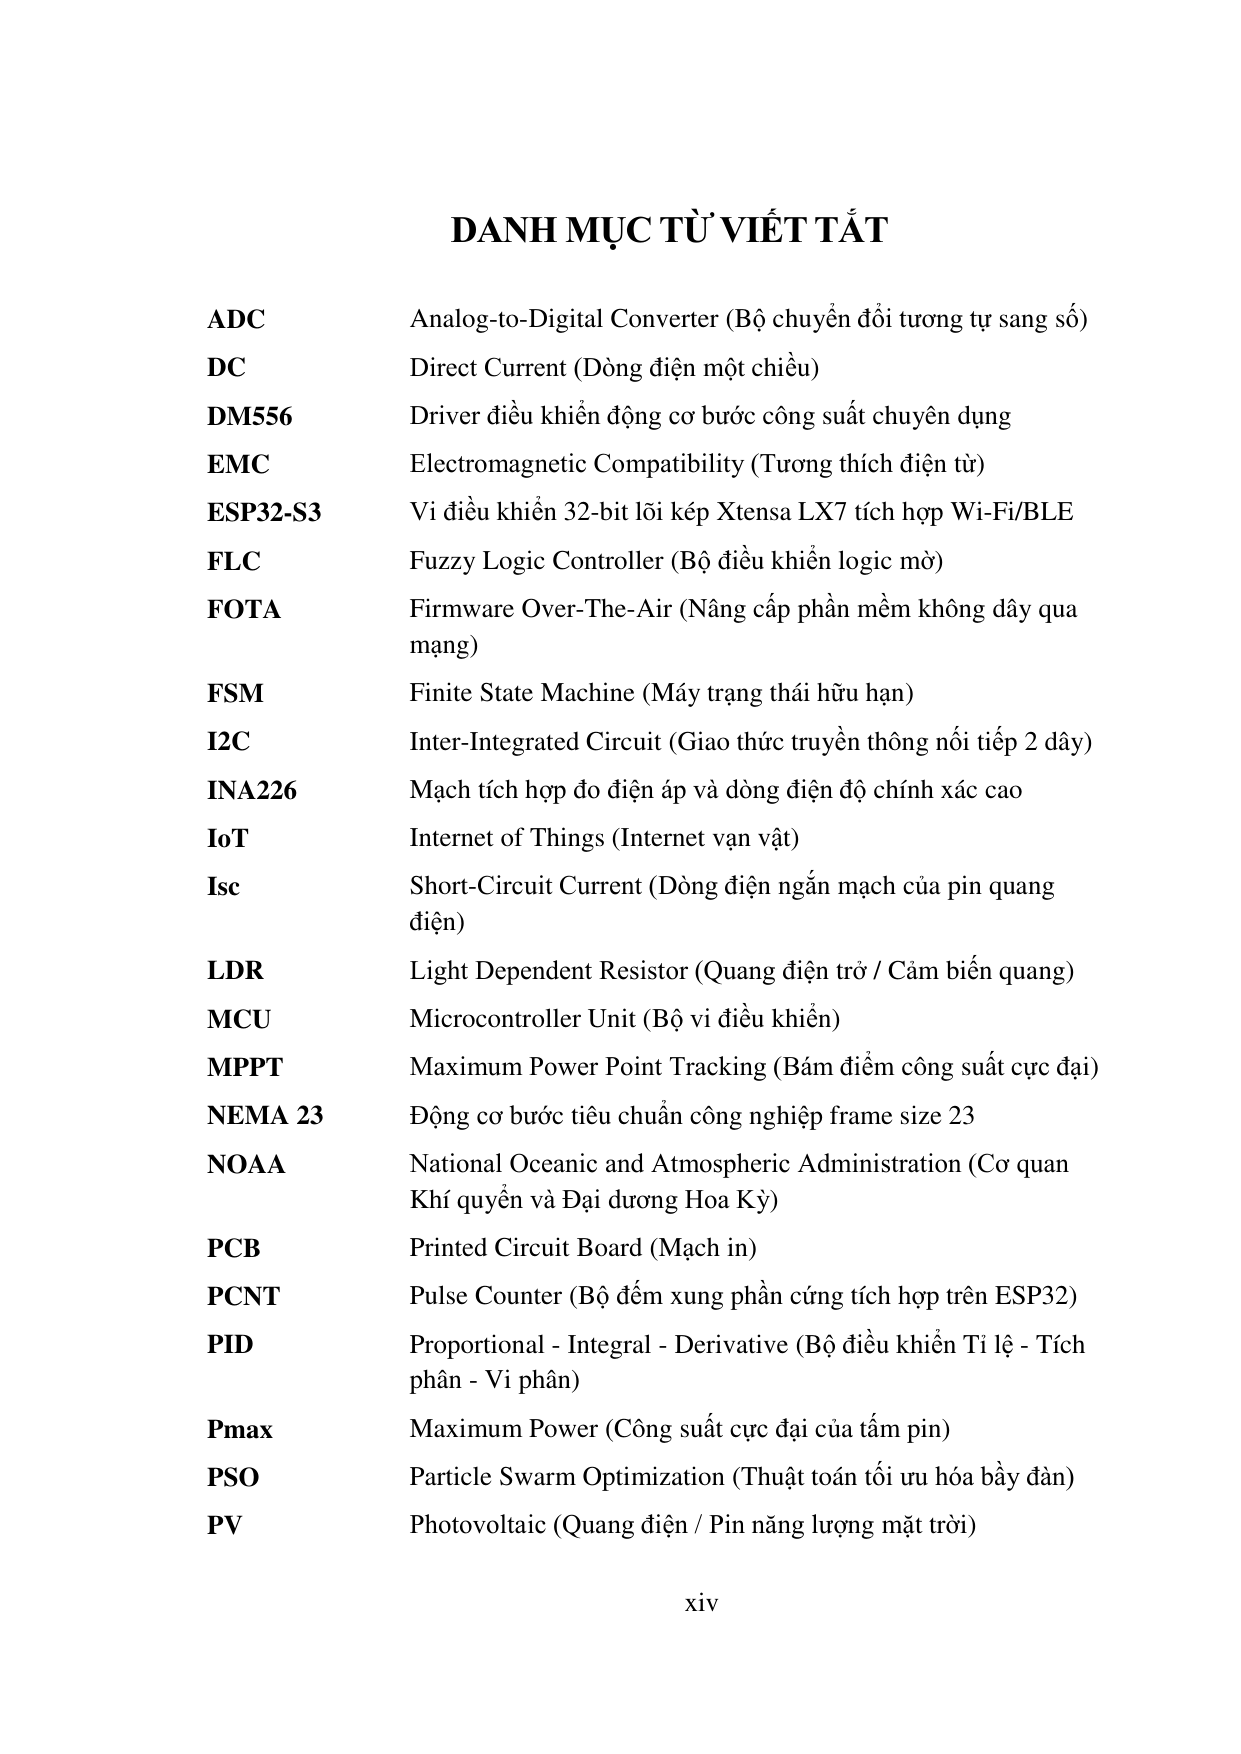 DANH MỤC TỪ VIẾT TẮT
ADC Analog-to-Digital Converter (Bộ chuyển đổi tương tự sang số)
DC Direct Current (Dòng điện một chiều)
DM556 Driver điều khiển động cơ bước công suất chuyên dụng
EMC Electromagnetic Compatibility (Tương thích điện từ)
ESP32-S3 Vi điều khiển 32-bit lõi kép Xtensa LX7 tích hợp Wi-Fi/BLE
FLC Fuzzy Logic Controller (Bộ điều khiển logic mờ)
FOTA Firmware Over-The-Air (Nâng cấp phần mềm không dây qua
mạng)
FSM Finite State Machine (Máy trạng thái hữu hạn)
I2C Inter-Integrated Circuit (Giao thức truyền thông nối tiếp 2 dây)
INA226 Mạch tích hợp đo điện áp và dòng điện độ chính xác cao
IoT Internet of Things (Internet vạn vật)
Isc Short-Circuit Current (Dòng điện ngắn mạch của pin quang
điện)
LDR Light Dependent Resistor (Quang điện trở / Cảm biến quang)
MCU Microcontroller Unit (Bộ vi điều khiển)
MPPT Maximum Power Point Tracking (Bám điểm công suất cực đại)
NEMA 23 Động cơ bước tiêu chuẩn công nghiệp frame size 23
NOAA National Oceanic and Atmospheric Administration (Cơ quan
Khí quyển và Đại dương Hoa Kỳ)
PCB Printed Circuit Board (Mạch in)
PCNT Pulse Counter (Bộ đếm xung phần cứng tích hợp trên ESP32)
PID Proportional - Integral - Derivative (Bộ điều khiển Tỉ lệ - Tích
phân - Vi phân)
Pmax Maximum Power (Công suất cực đại của tấm pin)
PSO Particle Swarm Optimization (Thuật toán tối ưu hóa bầy đàn)
PV Photovoltaic (Quang điện / Pin năng lượng mặt trời)
xiv